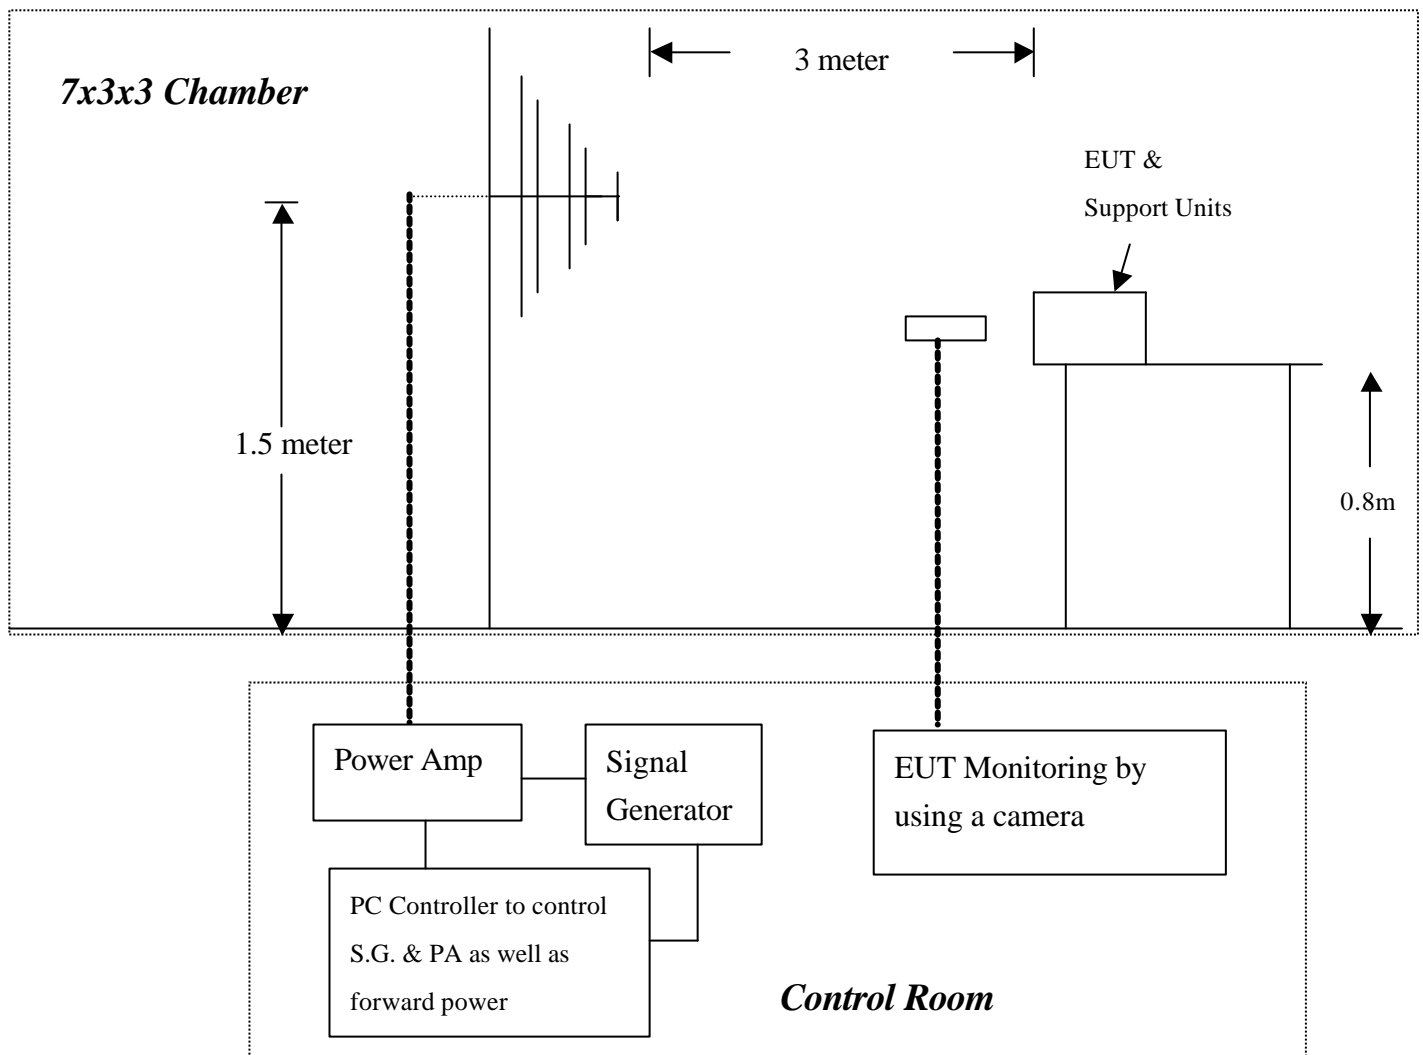 7x3x3 Chamber
3 meter
EUT &
Support Units
1.5 meter
0.8m
Power Amp
Signal
Generator
EUT Monitoring by
using a camera
PC Controller to control
S.G. & PA as well as
forward power
Control Room